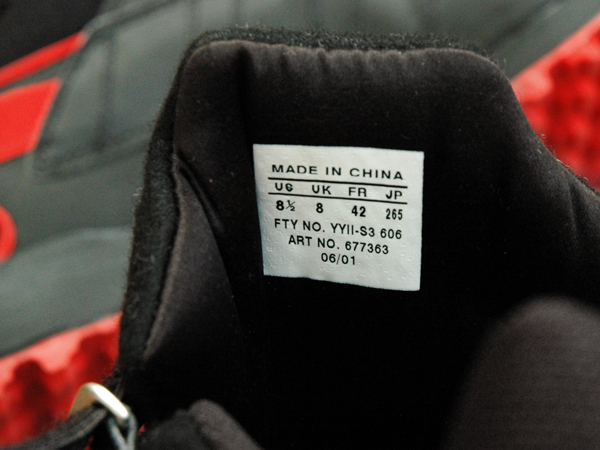 MADE IN CHINA
US UK FR JP
8½ 8 42 265
FTY NO. YYII-S3 606
ART NO. 677363
06/01